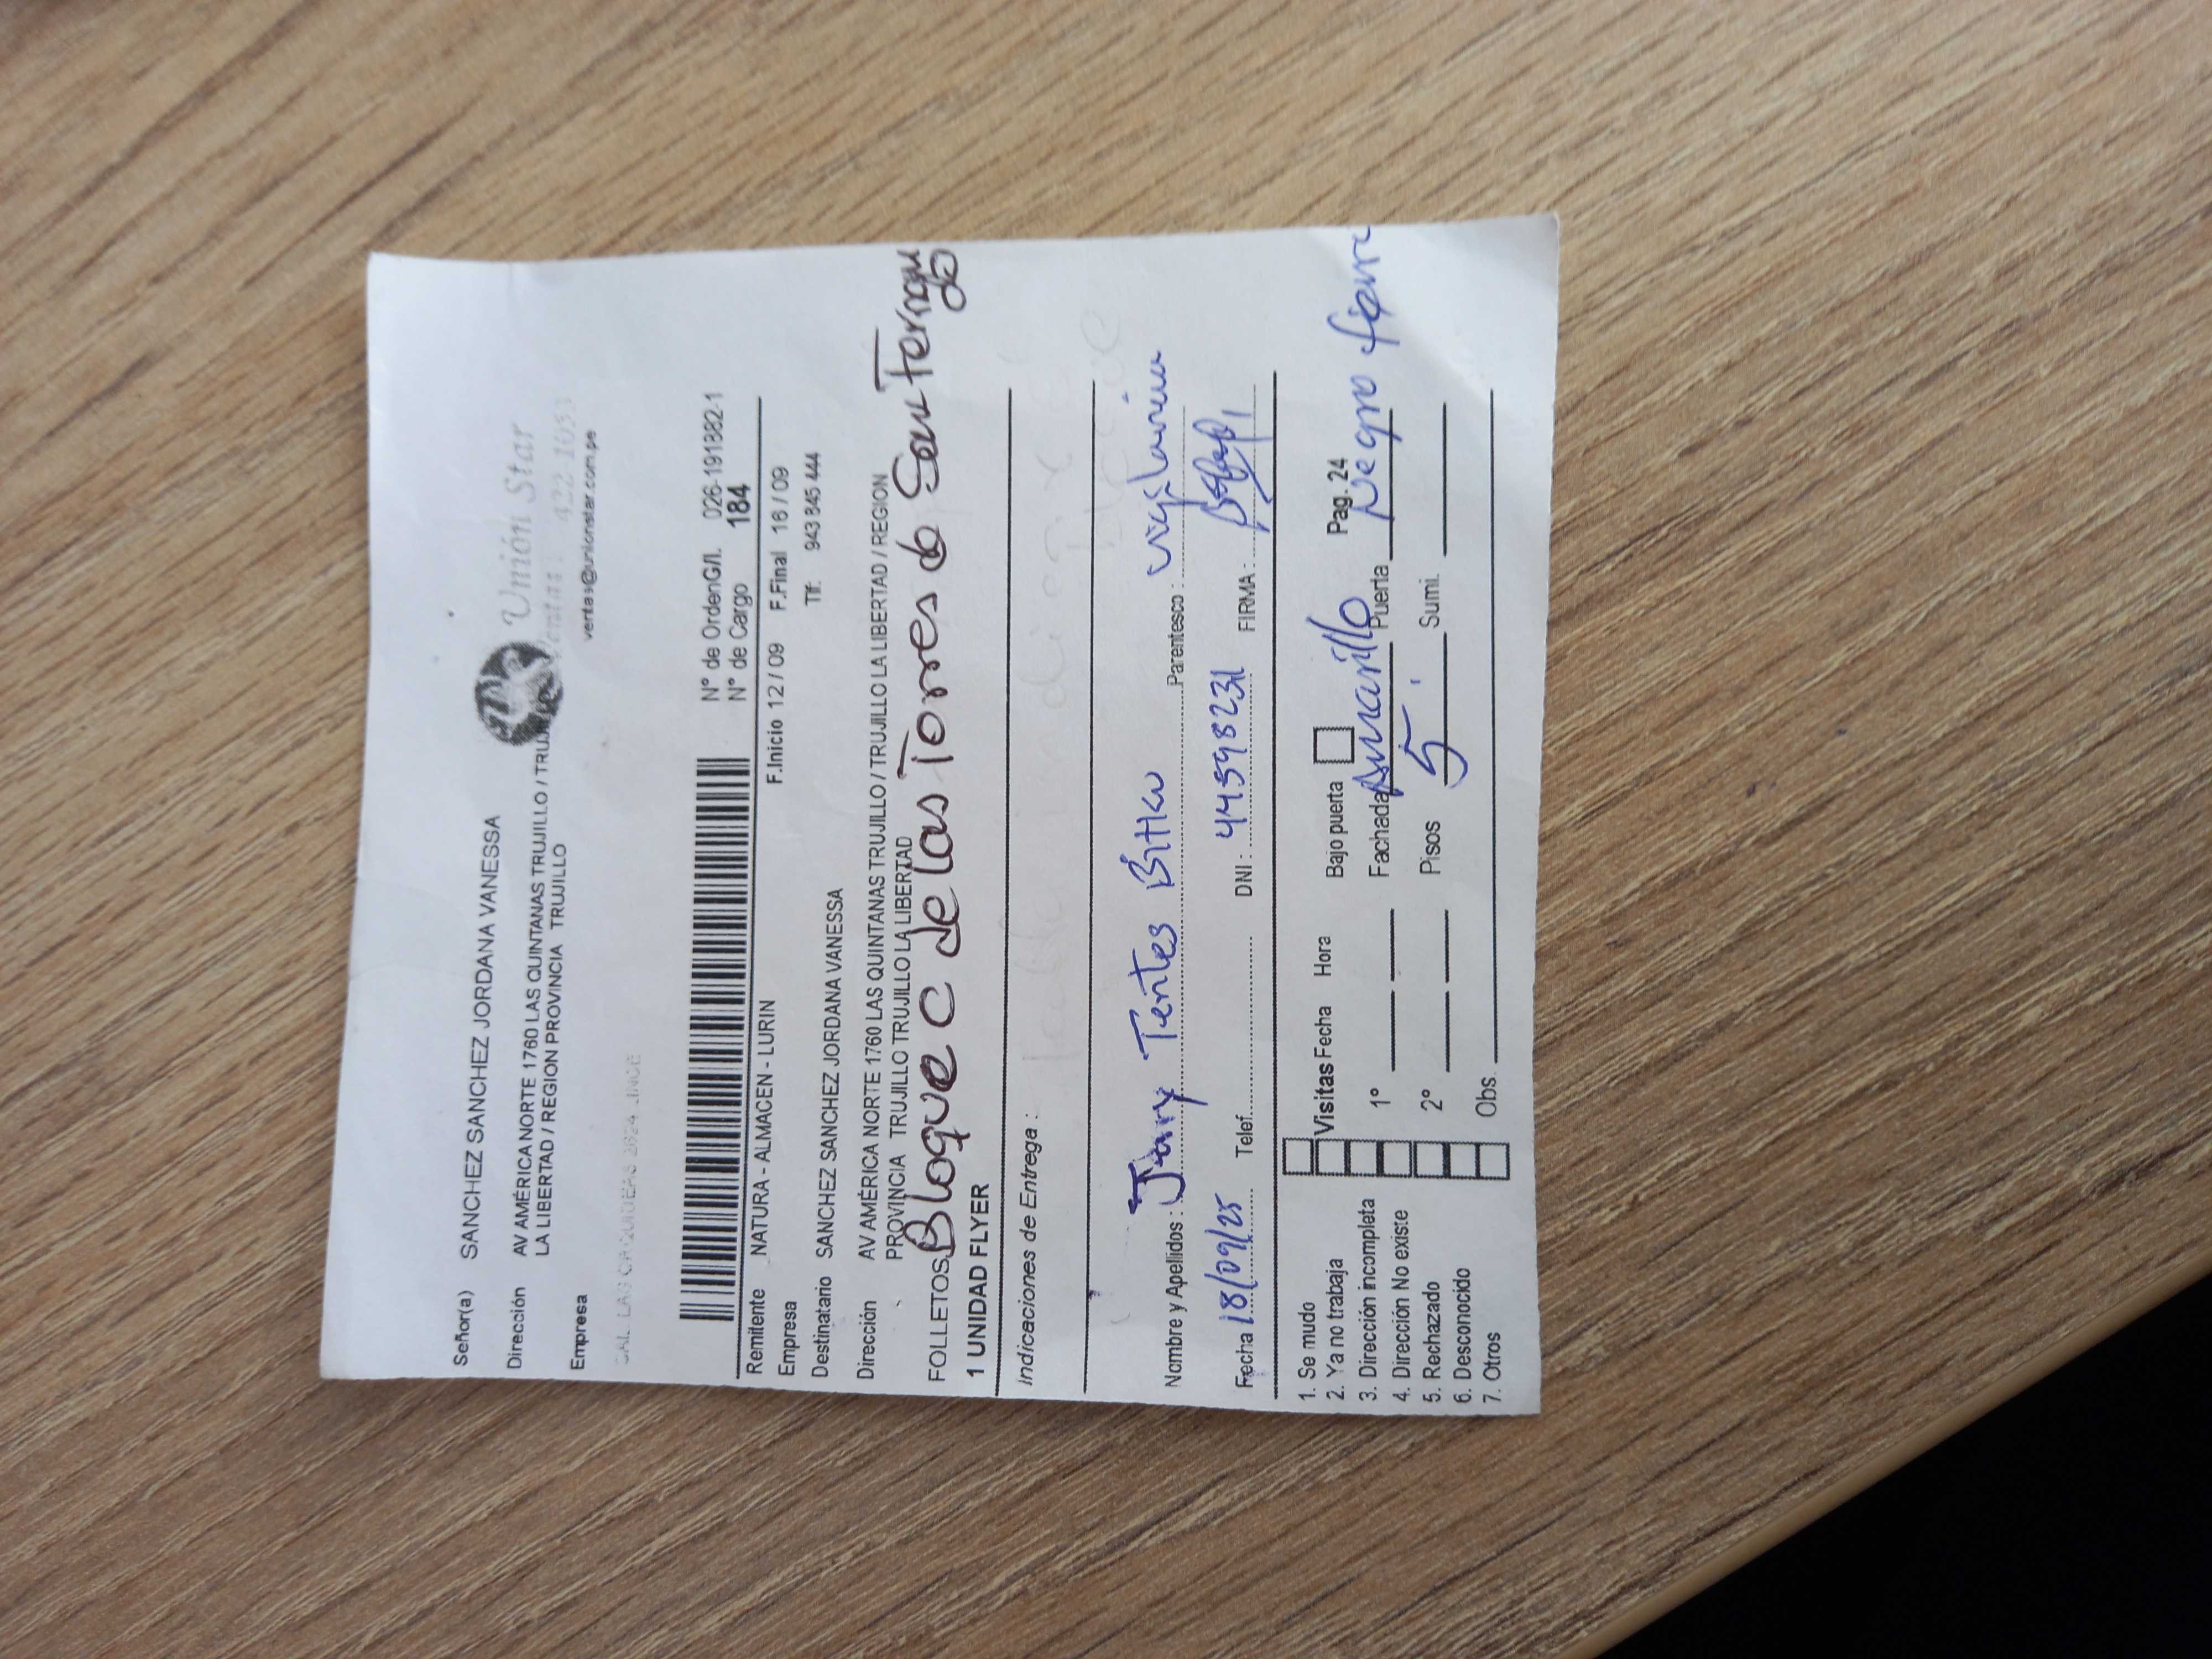 Señor(a) SANCHEZ SANCHEZ JORDANA VANESSA
Unión Star
Dirección AV AMÉRICA NORTE 1760 LAS QUINTANAS TRUJILLO / TRUJ
LA LIBERTAD / REGION PROVINCIA TRUJILLO
422-1053
ventas@unionstar.com.pe
Empresa
N° de OrdenG/I. 026-191882-1
N° de Cargo 184
Remitente NATURA - ALMACEN - LURIN
F.Inicio 12 / 09 F.Final 16 / 09
Empresa
Tlf: 943 845 444
Destinatario SANCHEZ SANCHEZ JORDANA VANESSA
Dirección AV AMÉRICA NORTE 1760 LAS QUINTANAS TRUJILLO / TRUJILLO LA LIBERTAD / REGION
PROVINCIA TRUJILLO TRUJILLO LA LIBERTAD
FOLLETOS Bloque C de las Torres de San
1 UNIDAD FLYER
Indicaciones de Entrega :
Nombre y Apellidos : Parentesco :
Fecha 18/09/25 Telef. DNI : 44598231 FIRMA :
1. Se mudo
2. Ya no trabaja
3. Dirección incompleta
4. Dirección No existe
5. Rechazado
6. Desconocido
7. Otros
Visitas Fecha Hora Bajo puerta Pag. 24
1° Fachada Amarillo Puerta Negro
2° Pisos 5 Sumi.
Obs.